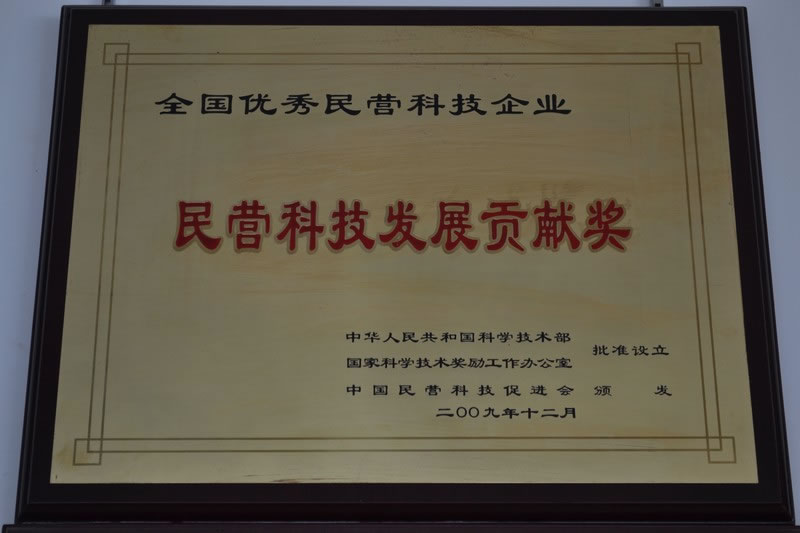 全国优秀民营科技企业
民营科技发展贡献奖
中华人民共和国科学技术部
国家科学技术奖励工作办公室 批准设立
中国民营科技促进会 颁发
二〇〇九年十二月